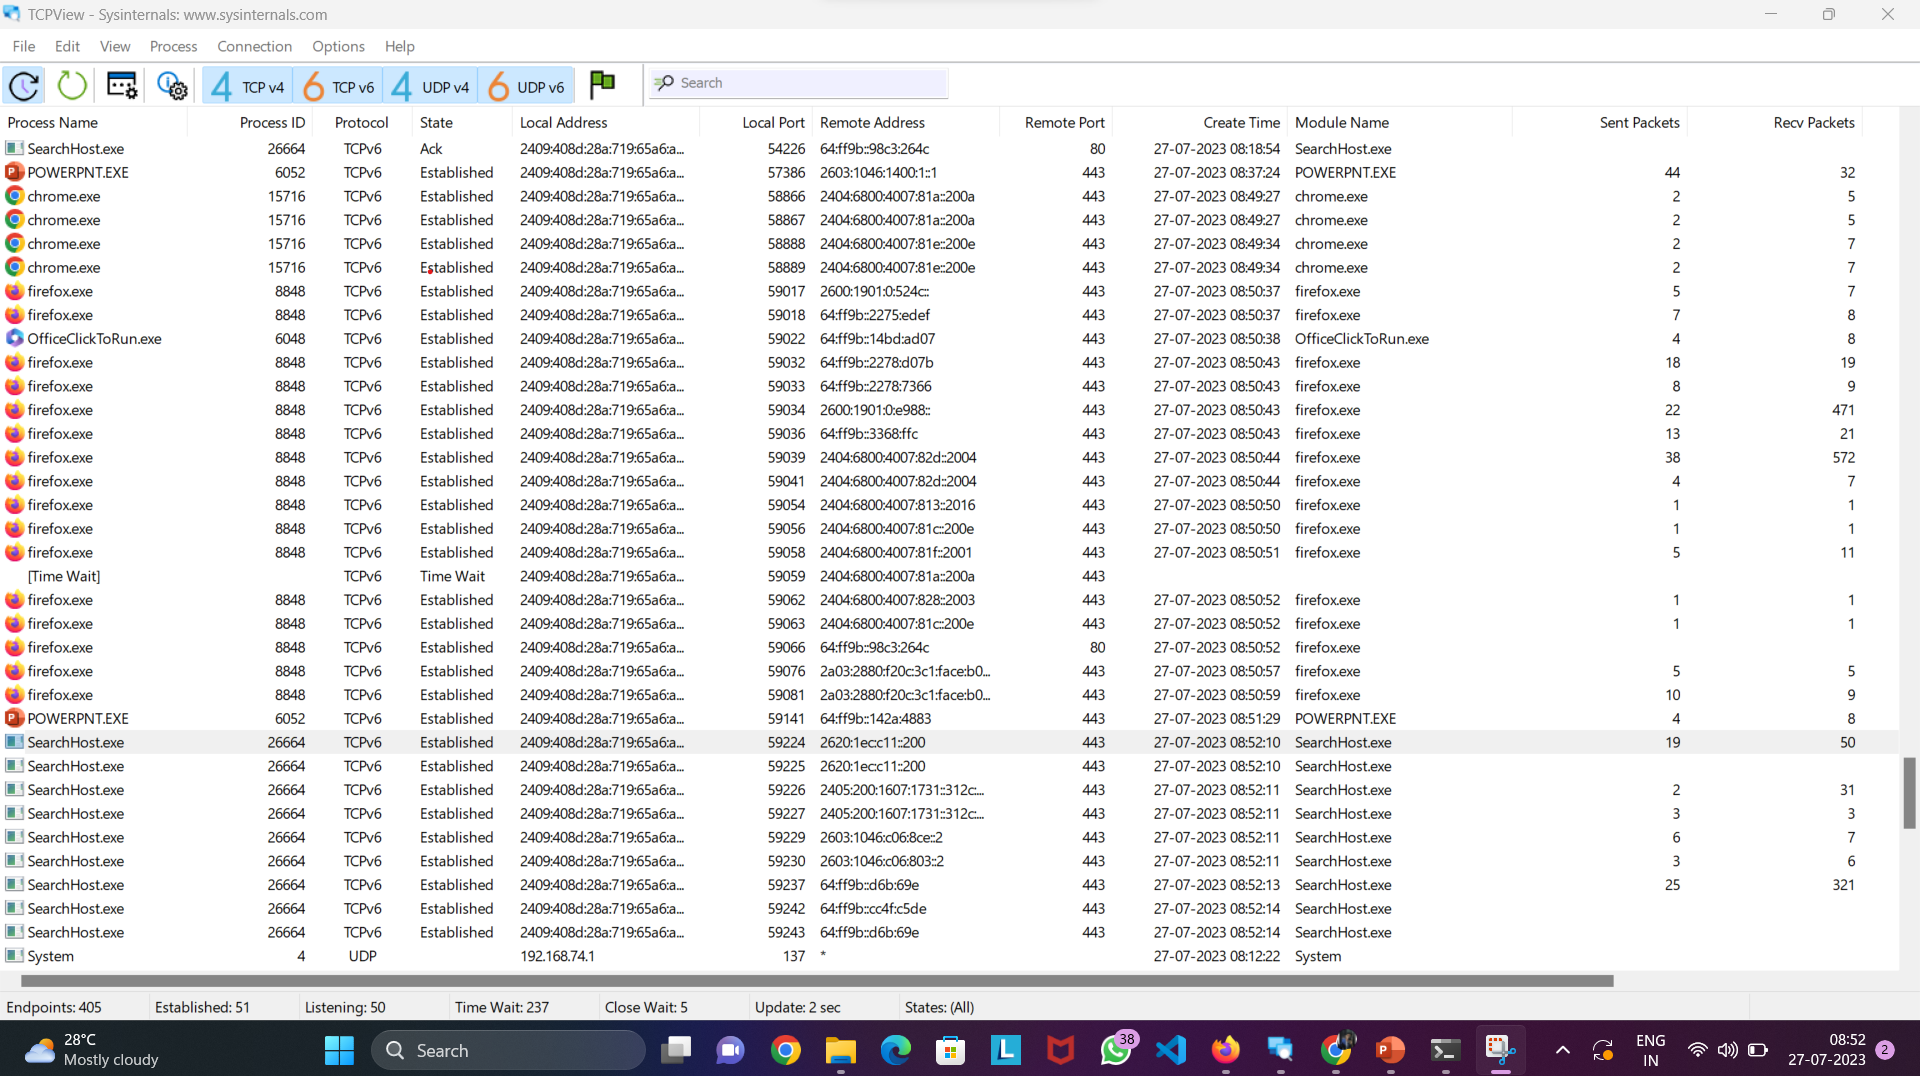 TCPView - Sysinternals: www.sysinternals.com
File Edit View Process Connection Options Help
4 TCP v4 6 TCP v6 4 UDP v4 6 UDP v6 Search
Process Name Process ID Protocol State Local Address Local Port Remote Address Remote Port Create Time Module Name Sent Packets Recv Packets
SearchHost.exe 26664 TCPv6 Ack 2409:408d:28a:719:65a6:a... 54226 64:ff9b::98c3:264c 80 27-07-2023 08:18:54 SearchHost.exe
POWERPNT.EXE 6052 TCPv6 Established 2409:408d:28a:719:65a6:a... 57386 2603:1046:1400:1::1 443 27-07-2023 08:37:24 POWERPNT.EXE 44 32
chrome.exe 15716 TCPv6 Established 2409:408d:28a:719:65a6:a... 58866 2404:6800:4007:81a::200a 443 27-07-2023 08:49:27 chrome.exe 2 5
chrome.exe 15716 TCPv6 Established 2409:408d:28a:719:65a6:a... 58867 2404:6800:4007:81a::200a 443 27-07-2023 08:49:27 chrome.exe 2 5
chrome.exe 15716 TCPv6 Established 2409:408d:28a:719:65a6:a... 58888 2404:6800:4007:81e::200e 443 27-07-2023 08:49:34 chrome.exe 2 7
chrome.exe 15716 TCPv6 Established 2409:408d:28a:719:65a6:a... 58889 2404:6800:4007:81e::200e 443 27-07-2023 08:49:34 chrome.exe 2 7
firefox.exe 8848 TCPv6 Established 2409:408d:28a:719:65a6:a... 59017 2600:1901:0:524c:: 443 27-07-2023 08:50:37 firefox.exe 5 7
firefox.exe 8848 TCPv6 Established 2409:408d:28a:719:65a6:a... 59018 64:ff9b::2275:edef 443 27-07-2023 08:50:37 firefox.exe 7 8
OfficeClickToRun.exe 6048 TCPv6 Established 2409:408d:28a:719:65a6:a... 59022 64:ff9b::14bd:ad07 443 27-07-2023 08:50:38 OfficeClickToRun.exe 4 8
firefox.exe 8848 TCPv6 Established 2409:408d:28a:719:65a6:a... 59032 64:ff9b::2278:d07b 443 27-07-2023 08:50:43 firefox.exe 18 19
firefox.exe 8848 TCPv6 Established 2409:408d:28a:719:65a6:a... 59033 64:ff9b::2278:7366 443 27-07-2023 08:50:43 firefox.exe 8 9
firefox.exe 8848 TCPv6 Established 2409:408d:28a:719:65a6:a... 59034 2600:1901:0:e988:: 443 27-07-2023 08:50:43 firefox.exe 22 471
firefox.exe 8848 TCPv6 Established 2409:408d:28a:719:65a6:a... 59036 64:ff9b::3368:ffc 443 27-07-2023 08:50:43 firefox.exe 13 21
firefox.exe 8848 TCPv6 Established 2409:408d:28a:719:65a6:a... 59039 2404:6800:4007:82d::2004 443 27-07-2023 08:50:44 firefox.exe 38 572
firefox.exe 8848 TCPv6 Established 2409:408d:28a:719:65a6:a... 59041 2404:6800:4007:82d::2004 443 27-07-2023 08:50:44 firefox.exe 4 7
firefox.exe 8848 TCPv6 Established 2409:408d:28a:719:65a6:a... 59054 2404:6800:4007:813::2016 443 27-07-2023 08:50:50 firefox.exe 1 1
firefox.exe 8848 TCPv6 Established 2409:408d:28a:719:65a6:a... 59056 2404:6800:4007:81c::200e 443 27-07-2023 08:50:50 firefox.exe 1 1
firefox.exe 8848 TCPv6 Established 2409:408d:28a:719:65a6:a... 59058 2404:6800:4007:81f::2001 443 27-07-2023 08:50:51 firefox.exe 5 11
[Time Wait] TCPv6 Time Wait 2409:408d:28a:719:65a6:a... 59059 2404:6800:4007:81a::200a 443
firefox.exe 8848 TCPv6 Established 2409:408d:28a:719:65a6:a... 59062 2404:6800:4007:828::2003 443 27-07-2023 08:50:52 firefox.exe 1 1
firefox.exe 8848 TCPv6 Established 2409:408d:28a:719:65a6:a... 59063 2404:6800:4007:81c::200e 443 27-07-2023 08:50:52 firefox.exe 1 1
firefox.exe 8848 TCPv6 Established 2409:408d:28a:719:65a6:a... 59066 64:ff9b::98c3:264c 80 27-07-2023 08:50:52 firefox.exe
firefox.exe 8848 TCPv6 Established 2409:408d:28a:719:65a6:a... 59076 2a03:2880:f20c:3c1:face:b0... 443 27-07-2023 08:50:57 firefox.exe 5 5
firefox.exe 8848 TCPv6 Established 2409:408d:28a:719:65a6:a... 59081 2a03:2880:f20c:3c1:face:b0... 443 27-07-2023 08:50:59 firefox.exe 10 9
POWERPNT.EXE 6052 TCPv6 Established 2409:408d:28a:719:65a6:a... 59141 64:ff9b::142a:4883 443 27-07-2023 08:51:29 POWERPNT.EXE 4 8
SearchHost.exe 26664 TCPv6 Established 2409:408d:28a:719:65a6:a... 59224 2620:1ec:c11::200 443 27-07-2023 08:52:10 SearchHost.exe 19 50
SearchHost.exe 26664 TCPv6 Established 2409:408d:28a:719:65a6:a... 59225 2620:1ec:c11::200 443 27-07-2023 08:52:10 SearchHost.exe
SearchHost.exe 26664 TCPv6 Established 2409:408d:28a:719:65a6:a... 59226 2405:200:1607:1731::312c:... 443 27-07-2023 08:52:11 SearchHost.exe 2 31
SearchHost.exe 26664 TCPv6 Established 2409:408d:28a:719:65a6:a... 59227 2405:200:1607:1731::312c:... 443 27-07-2023 08:52:11 SearchHost.exe 3 3
SearchHost.exe 26664 TCPv6 Established 2409:408d:28a:719:65a6:a... 59229 2603:1046:c06:8ce::2 443 27-07-2023 08:52:11 SearchHost.exe 6 7
SearchHost.exe 26664 TCPv6 Established 2409:408d:28a:719:65a6:a... 59230 2603:1046:c06:803::2 443 27-07-2023 08:52:11 SearchHost.exe 3 6
SearchHost.exe 26664 TCPv6 Established 2409:408d:28a:719:65a6:a... 59237 64:ff9b::d6b:69e 443 27-07-2023 08:52:13 SearchHost.exe 25 321
SearchHost.exe 26664 TCPv6 Established 2409:408d:28a:719:65a6:a... 59242 64:ff9b::cc4f:c5de 443 27-07-2023 08:52:14 SearchHost.exe
SearchHost.exe 26664 TCPv6 Established 2409:408d:28a:719:65a6:a... 59243 64:ff9b::d6b:69e 443 27-07-2023 08:52:14 SearchHost.exe
System 4 UDP 192.168.74.1 137 * 27-07-2023 08:12:22 System
Endpoints: 405 Established: 51 Listening: 50 Time Wait: 237 Close Wait: 5 Update: 2 sec States: (All)
28°C
Mostly cloudy
Search
L
38
P
ENG
IN
08:52
27-07-2023
2